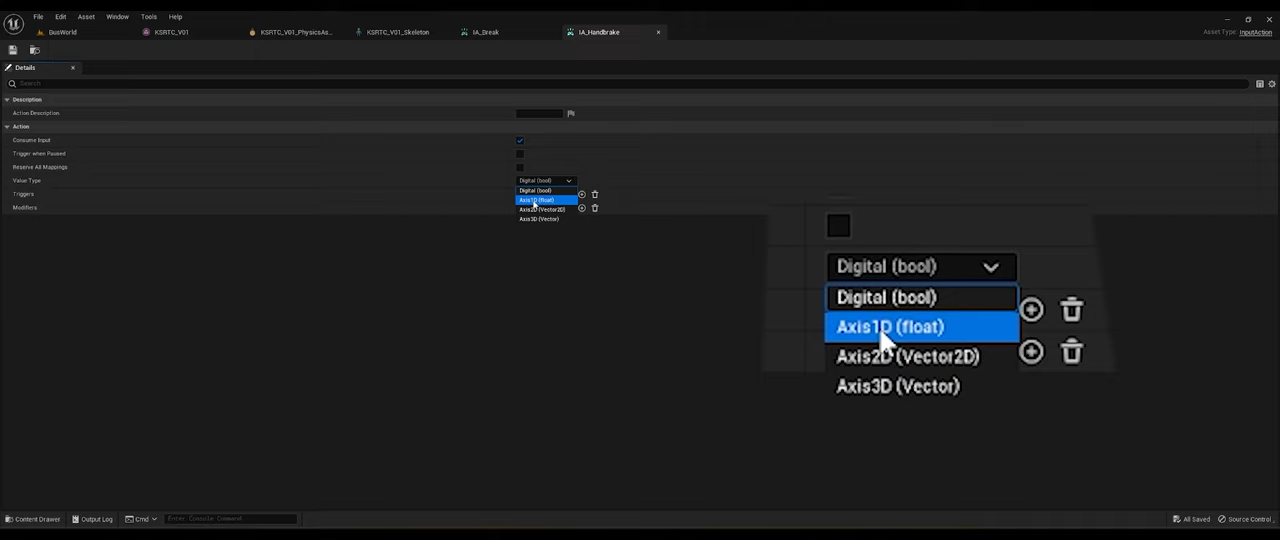 File Edit Asset Window Tools Help
BusWorld KSRTC_V01 KSRTC_V01_PhysicsAs... KSRTC_V01_Skeleton IA_Break IA_Handbrake
Asset Type: InputAction
Details
Search
Description
Action Description
Action
Consume Input
Trigger when Paused
Reserve All Mappings
Value Type Digital (bool)
Digital (bool)
Triggers
Axis1D (float)
Modifiers
Axis2D (Vector2D)
Axis3D (Vector)
Digital (bool)
Digital (bool)
Axis1D (float)
Axis2D (Vector2D)
Axis3D (Vector)
Content Drawer Output Log Cmd Enter Console Command All Saved Source Control